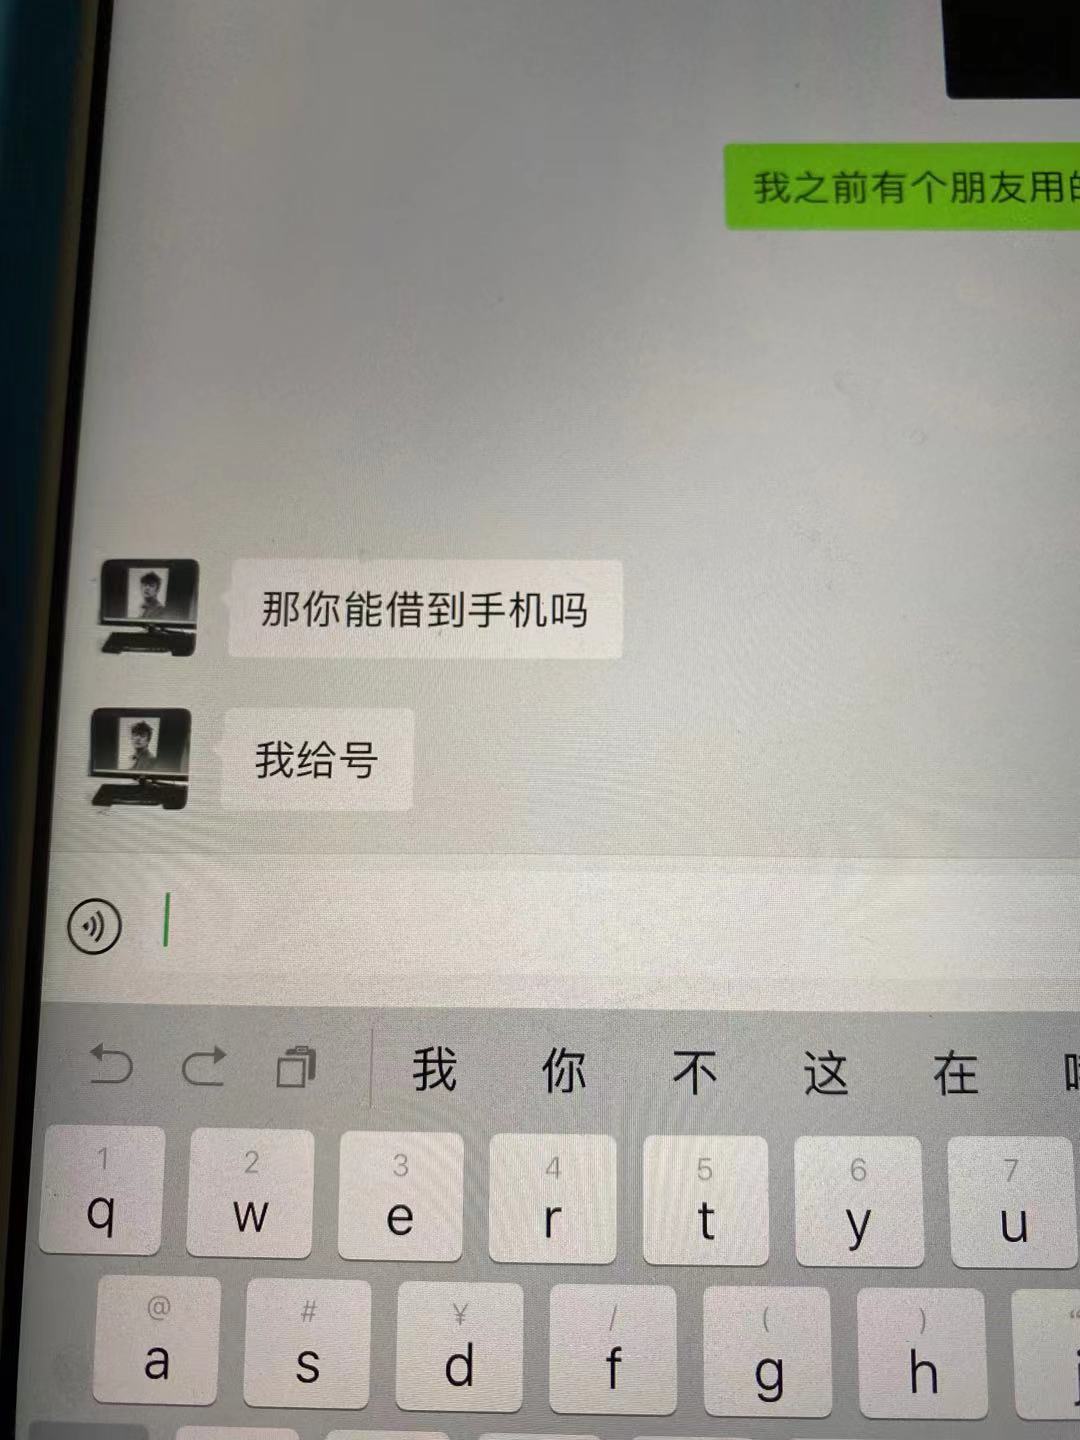 我之前有个朋友用的
那你能借到手机吗
我给号
我 你 不 这 在
1 2 3 4 5 6 7
q w e r t y u
@ # ¥ / ( ) “
a s d f g h j